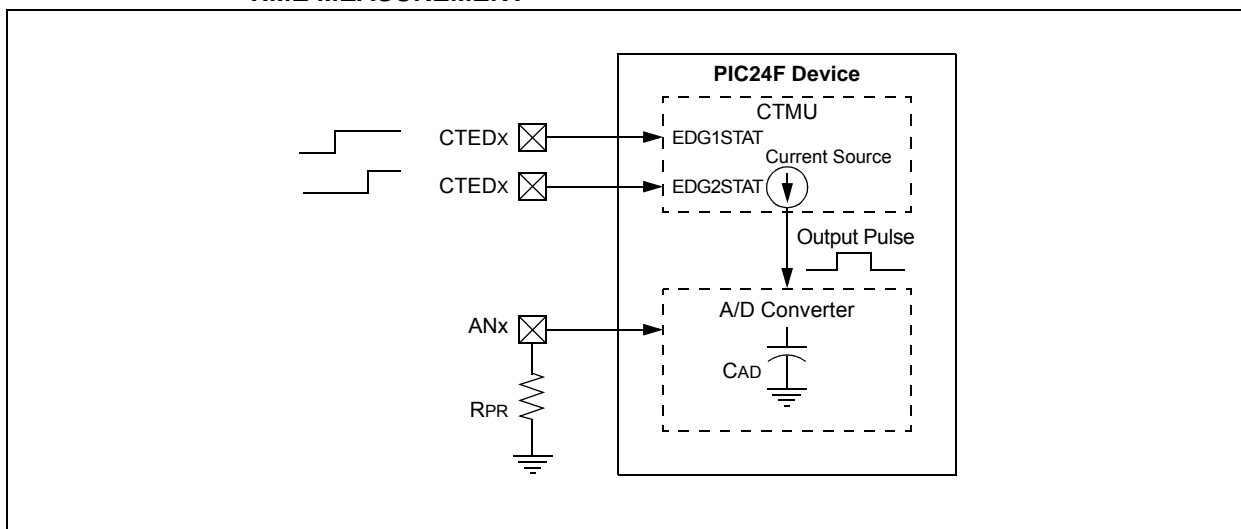 PIC24F Device
CTMU
CTEDX
EDG1STAT
Current Source
CTEDX
EDG2STAT
Output Pulse
A/D Converter
ANX
CAD
RPR